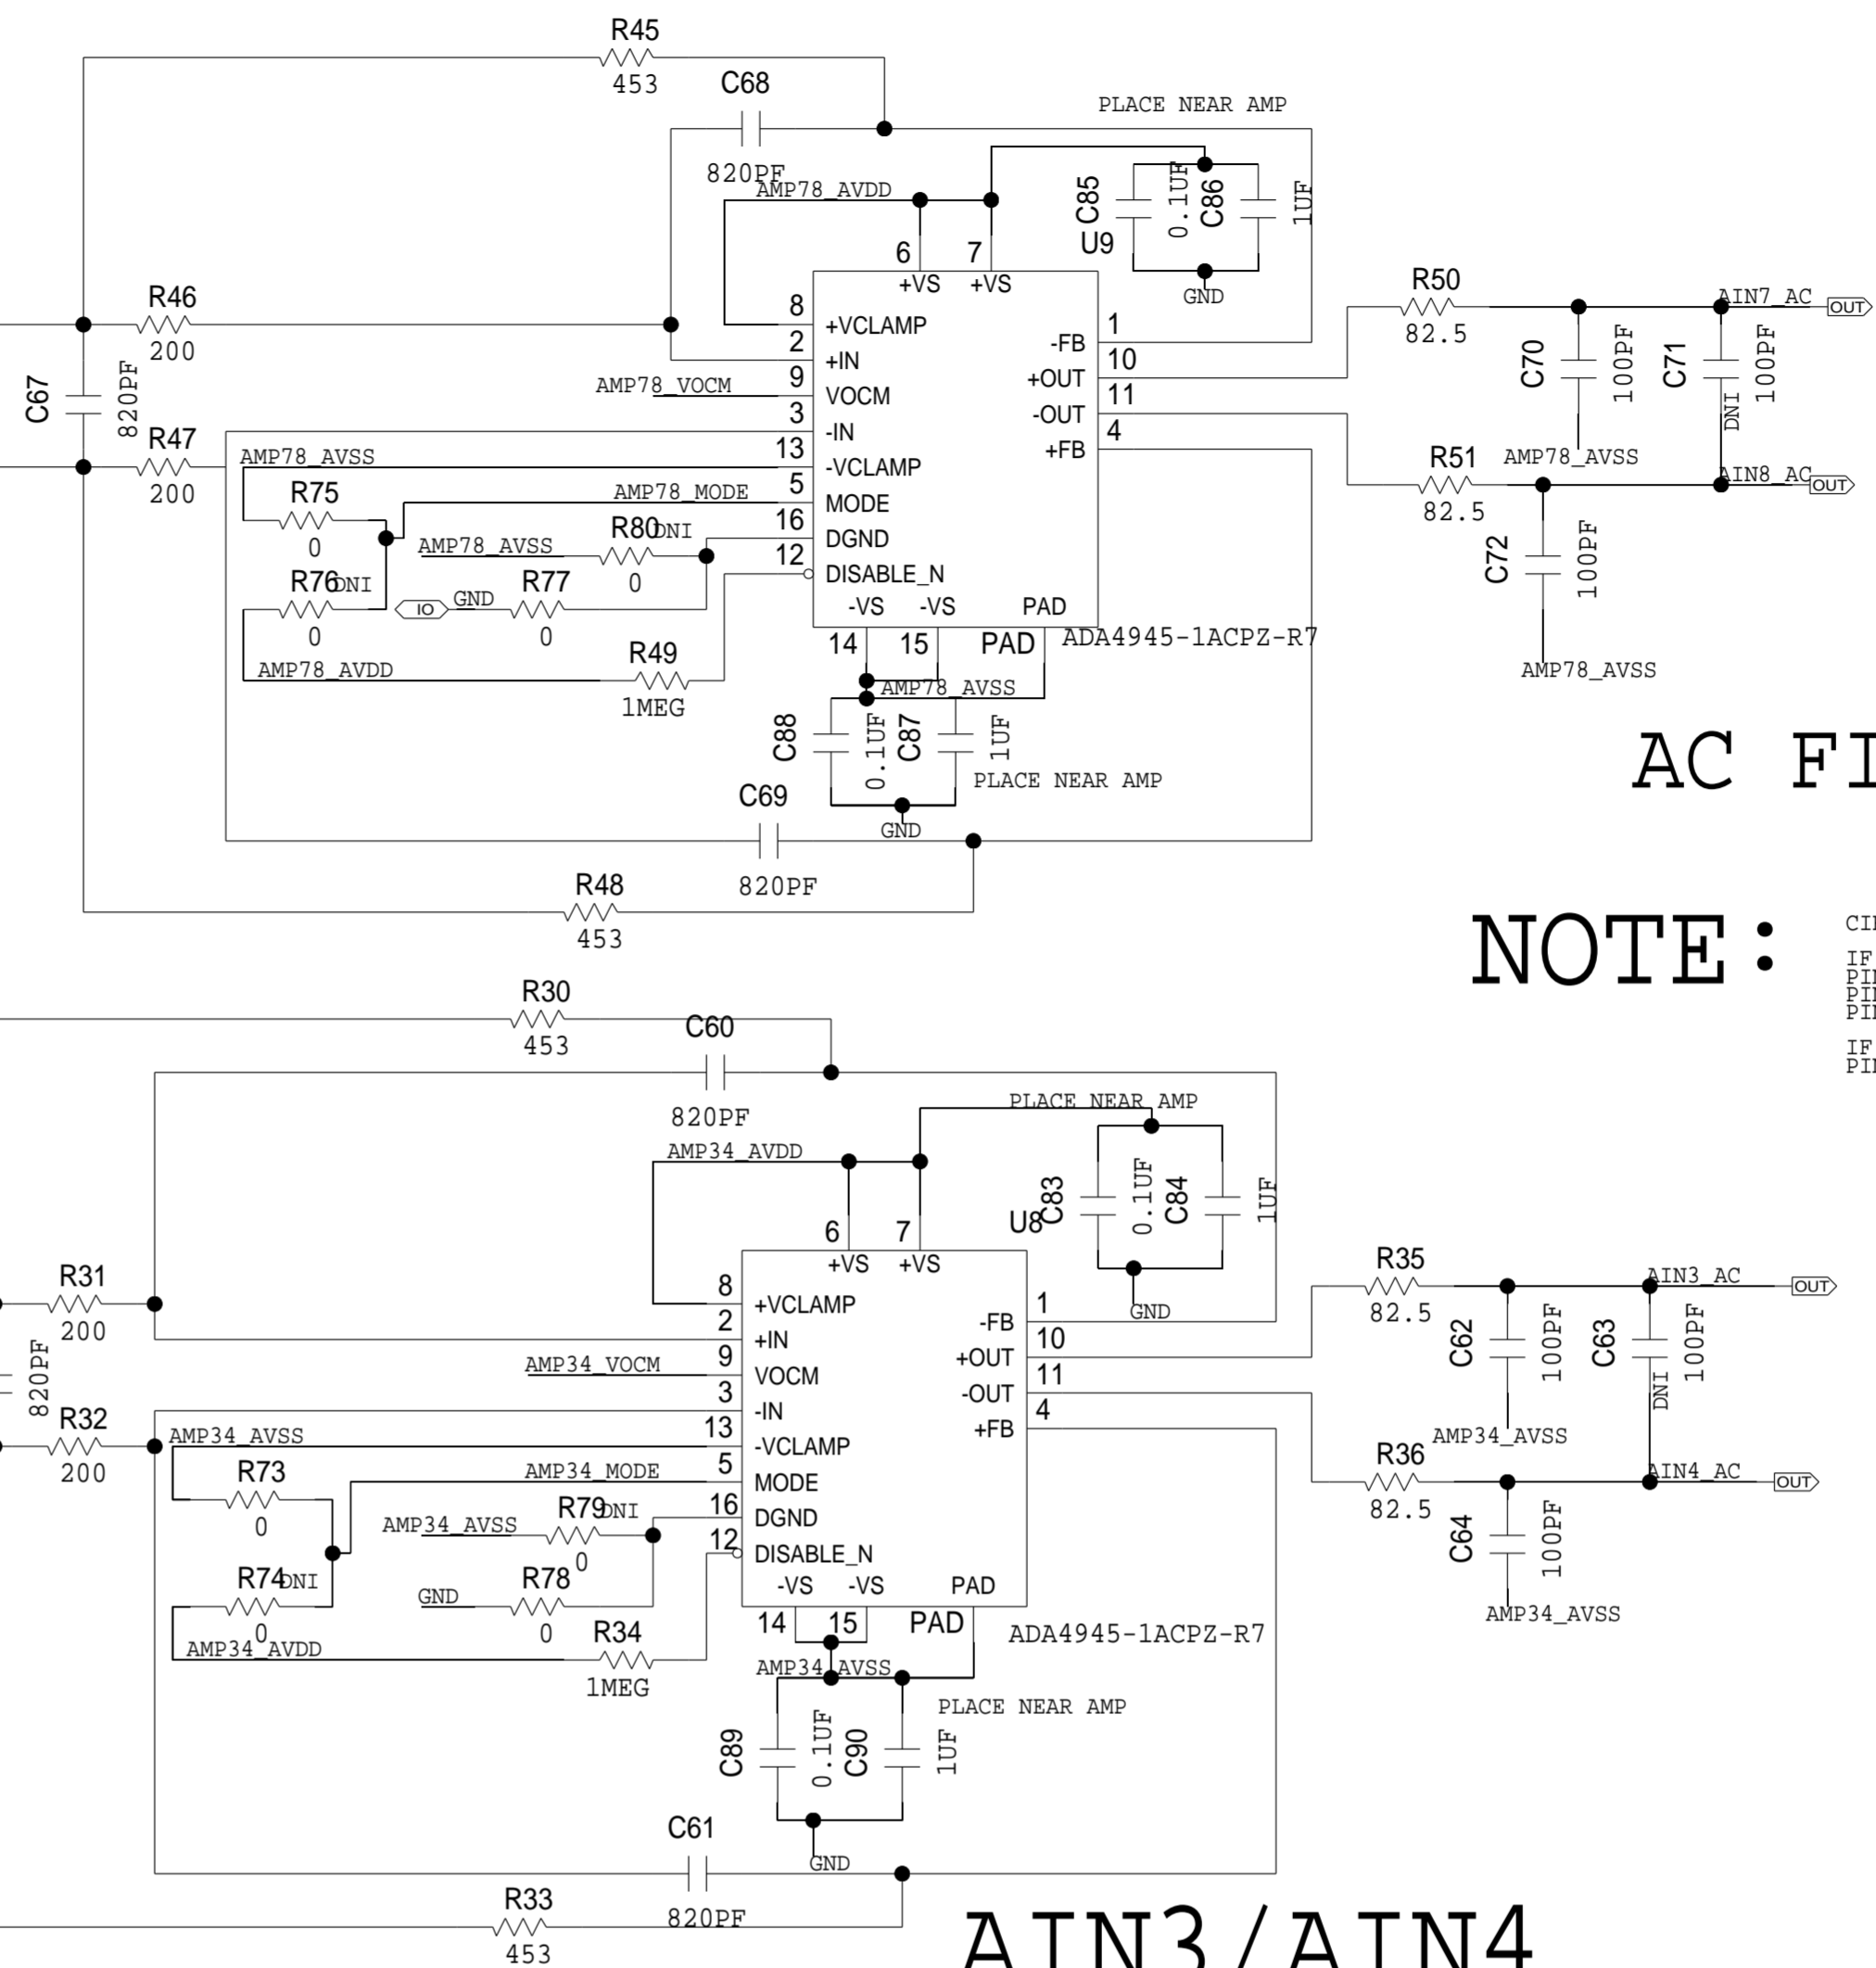 R45
453
C68
820PF
PLACE NEAR AMP
AMP78_AVDD
C85
0.1UF
C86
1UF
U9
GND
6
7
+VS
+VS
R46
200
C67
820PF
R47
200
8
+VCLAMP
2
+IN
AMP78_VOCM
9
VOCM
3
-IN
AMP78_AVSS
13
-VCLAMP
AMP78_MODE
5
MODE
16
DGND
12
DISABLE_N
1
-FB
10
+OUT
11
-OUT
4
+FB
-VS
-VS
PAD
14
15
PAD
ADA4945-1ACPZ-R7
R75
0
AMP78_AVSS
R80
DNI
0
R76
DNI
0
IO
GND
R77
0
AMP78_AVDD
R49
1MEG
AMP78_AVSS
C88
0.1UF
C87
1UF
PLACE NEAR AMP
GND
C69
820PF
R48
453
R50
82.5
AIN7_AC
OUT
C70
100PF
C71
100PF
DNI
AMP78_AVSS
R51
82.5
AIN8_AC
OUT
C72
100PF
AMP78_AVSS
AC FI
NOTE:
CI
IF
PI
PI
PI
IF
PI
R30
453
C60
820PF
PLACE NEAR AMP
AMP34_AVDD
C83
0.1UF
C84
1UF
U8
GND
6
7
+VS
+VS
R31
200
820PF
R32
200
8
+VCLAMP
2
+IN
AMP34_VOCM
9
VOCM
3
-IN
AMP34_AVSS
13
-VCLAMP
AMP34_MODE
5
MODE
16
DGND
12
DISABLE_N
1
-FB
10
+OUT
11
-OUT
4
+FB
-VS
-VS
PAD
14
15
PAD
ADA4945-1ACPZ-R7
R73
0
AMP34_AVSS
R79
DNI
0
R74
DNI
0
GND
R78
0
AMP34_AVDD
R34
1MEG
AMP34_AVSS
PLACE NEAR AMP
C89
0.1UF
C90
1UF
GND
C61
820PF
R33
453
R35
82.5
AIN3_AC
OUT
C62
100PF
C63
100PF
DNI
AMP34_AVSS
R36
82.5
AIN4_AC
OUT
C64
100PF
AMP34_AVSS
AIN3/AIN4